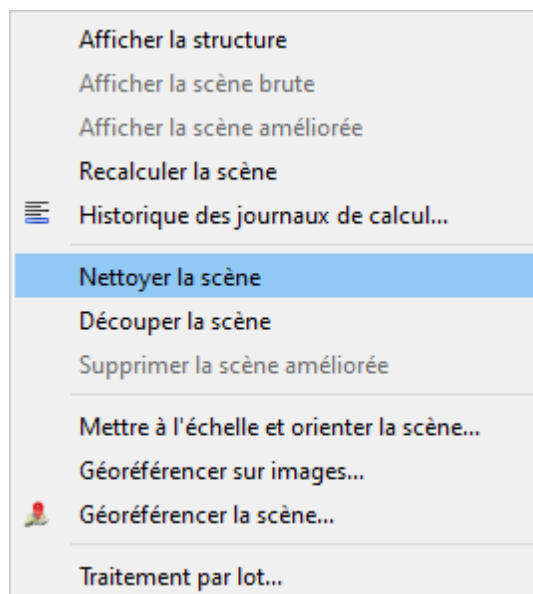 Afficher la structure
Afficher la scène brute
Afficher la scène améliorée
Recalculer la scène
Historique des journaux de calcul...
Nettoyer la scène
Découper la scène
Supprimer la scène améliorée
Mettre à l'échelle et orienter la scène...
Géoréférencer sur images...
Géoréférencer la scène...
Traitement par lot...